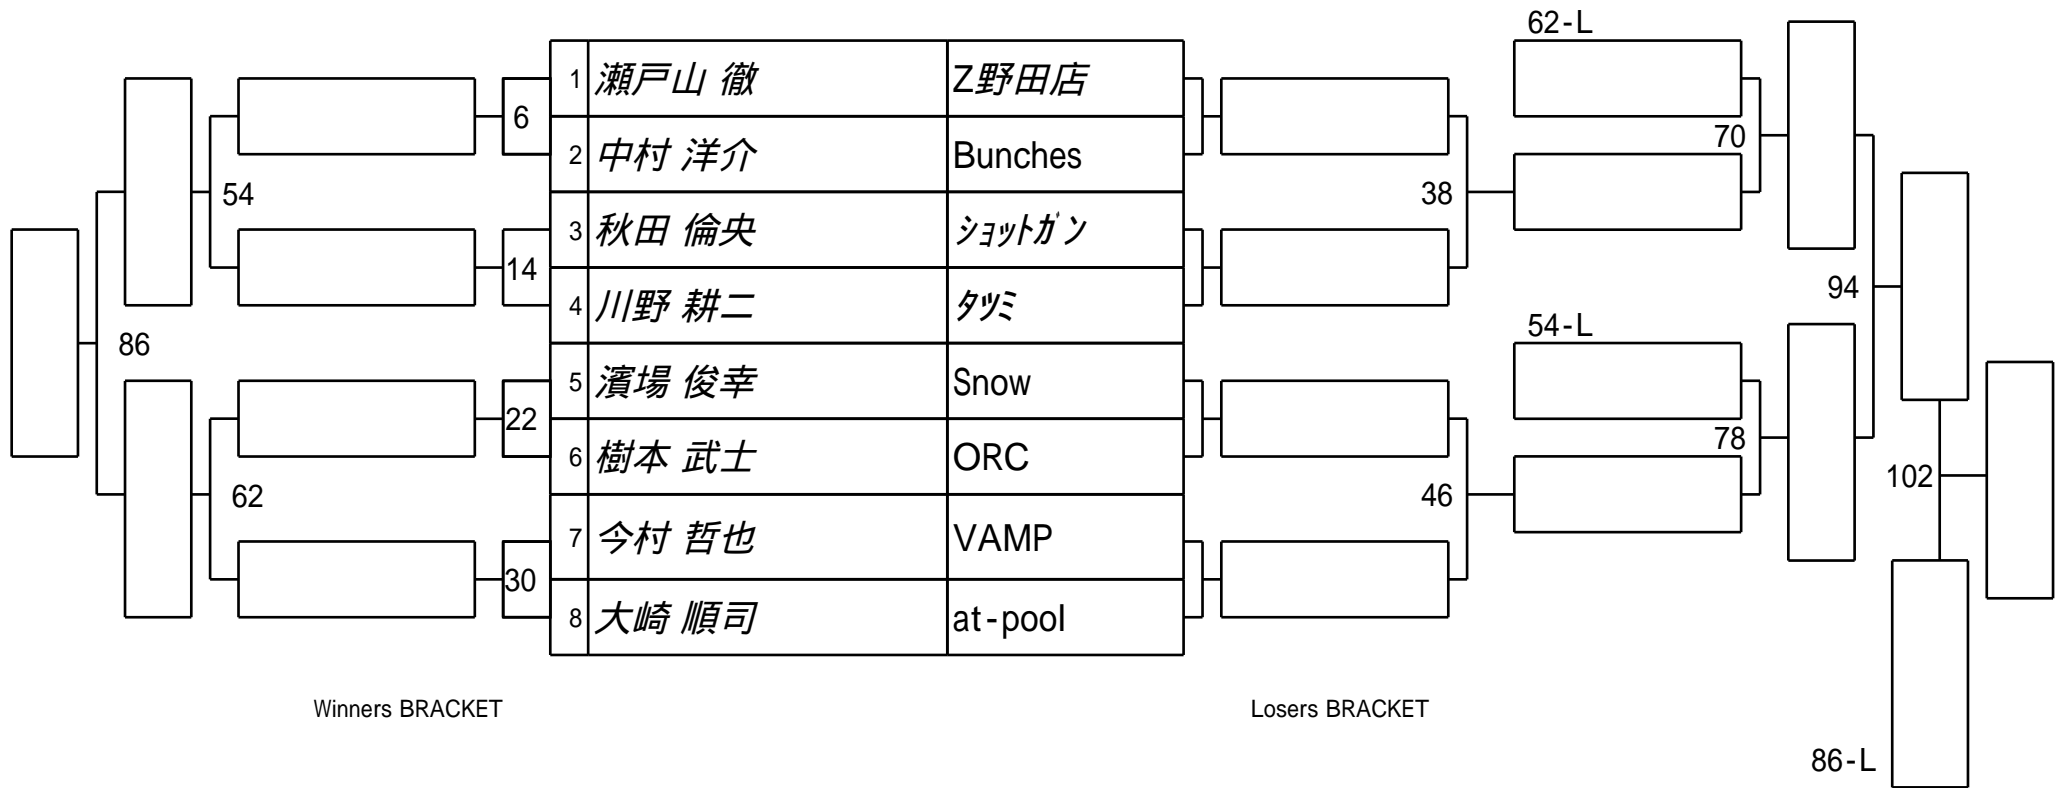 62-L
1 瀬戸山 徹 Z野田店
6
70
2 中村 洋介 Bunches
54
38
3 秋田 倫央 ｼｮｯﾄｶﾞﾝ
14
94
4 川野 耕二 ﾀﾂﾐ
54-L
86
5 濱場 俊幸 Snow
22
78
6 樹本 武士 ORC
102
62
46
7 今村 哲也 VAMP
30
8 大崎 順司 at-pool
Winners BRACKET
Losers BRACKET
86-L